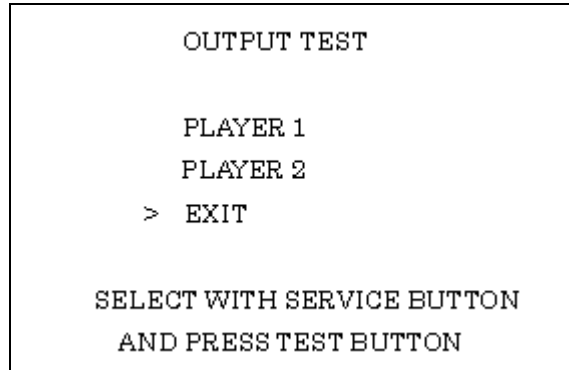 OUTPUT TEST
PLAYER 1
PLAYER 2
> EXIT
SELECT WITH SERVICE BUTTON
AND PRESS TEST BUTTON